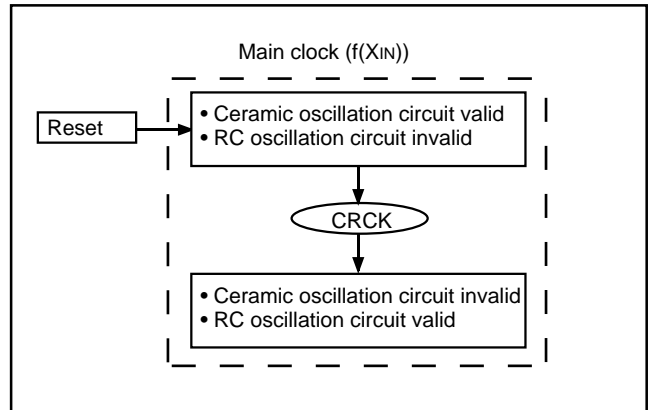 Main clock (f(XIN))
• Ceramic oscillation circuit valid
Reset
• RC oscillation circuit invalid
CRCK
• Ceramic oscillation circuit invalid
• RC oscillation circuit valid